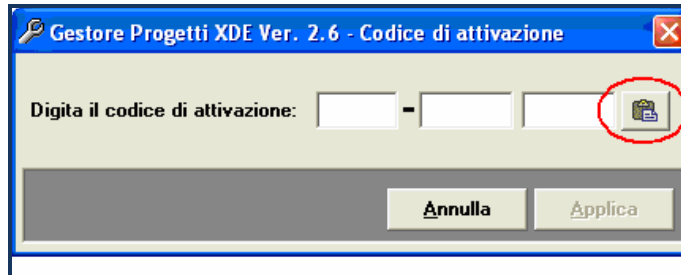 Gestore Progetti XDE Ver. 2.6 - Codice di attivazione
Digita il codice di attivazione: -
Annulla Applica